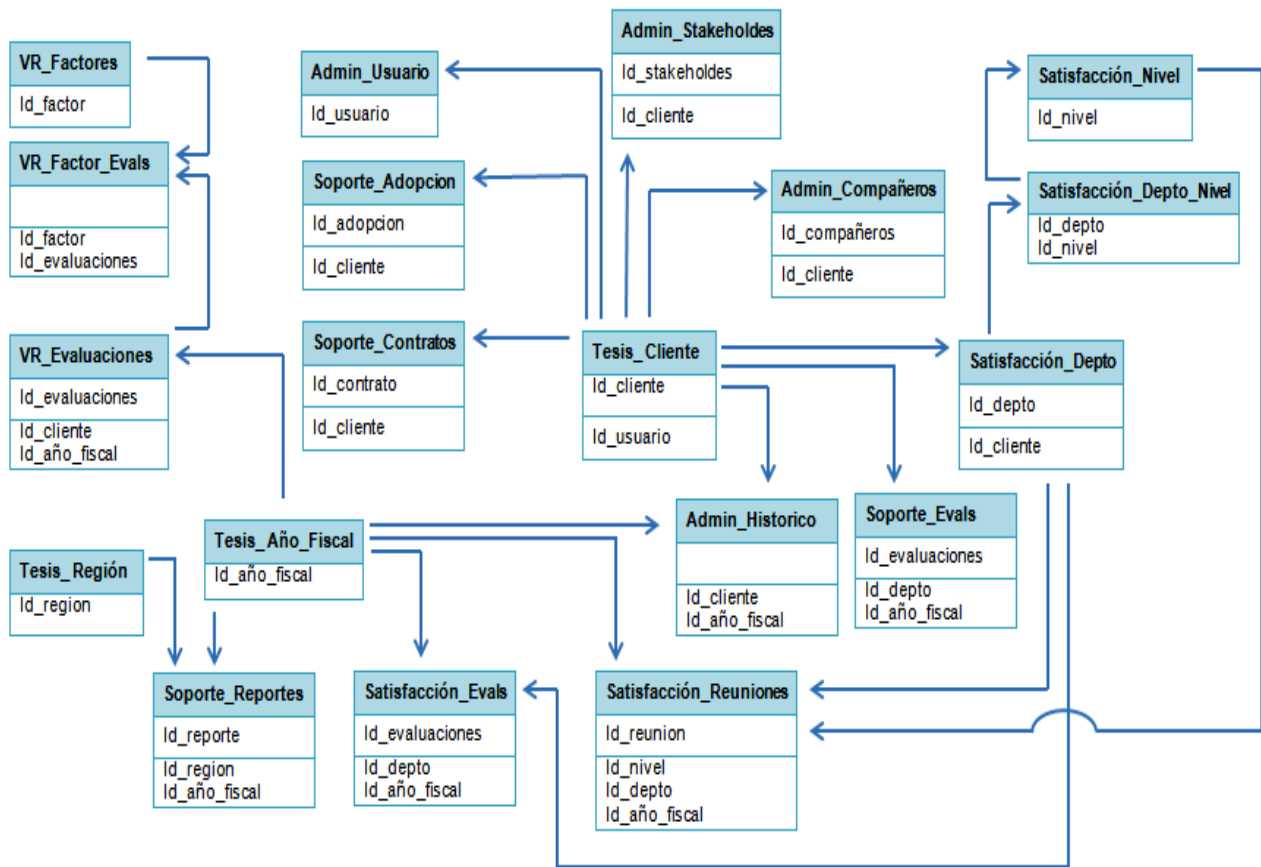 VR_Factores
Id_factor
VR_Factor_Evals
Id_factor
Id_evaluaciones
VR_Evaluaciones
Id_evaluaciones
Id_cliente
Id_año_fiscal
Tesis_Región
Id_region
Admin_Usuario
Id_usuario
Soporte_Adopcion
Id_adopcion
Id_cliente
Soporte_Contratos
Id_contrato
Id_cliente
Tesis_Año_Fiscal
Id_año_fiscal
Soporte_Reportes
Id_reporte
Id_region
Id_año_fiscal
Satisfacción_Evals
Id_evaluaciones
Id_depto
Id_año_fiscal
Admin_Stakeholdes
Id_stakeholdes
Id_cliente
Admin_Compañeros
Id_compañeros
Id_cliente
Tesis_Cliente
Id_cliente
Id_usuario
Admin_Historico
Id_cliente
Id_año_fiscal
Soporte_Evals
Id_evaluaciones
Id_depto
Id_año_fiscal
Satisfacción_Reuniones
Id_reunion
Id_nivel
Id_depto
Id_año_fiscal
Satisfacción_Nivel
Id_nivel
Satisfacción_Depto_Nivel
Id_depto
Id_nivel
Satisfacción_Depto
Id_depto
Id_cliente